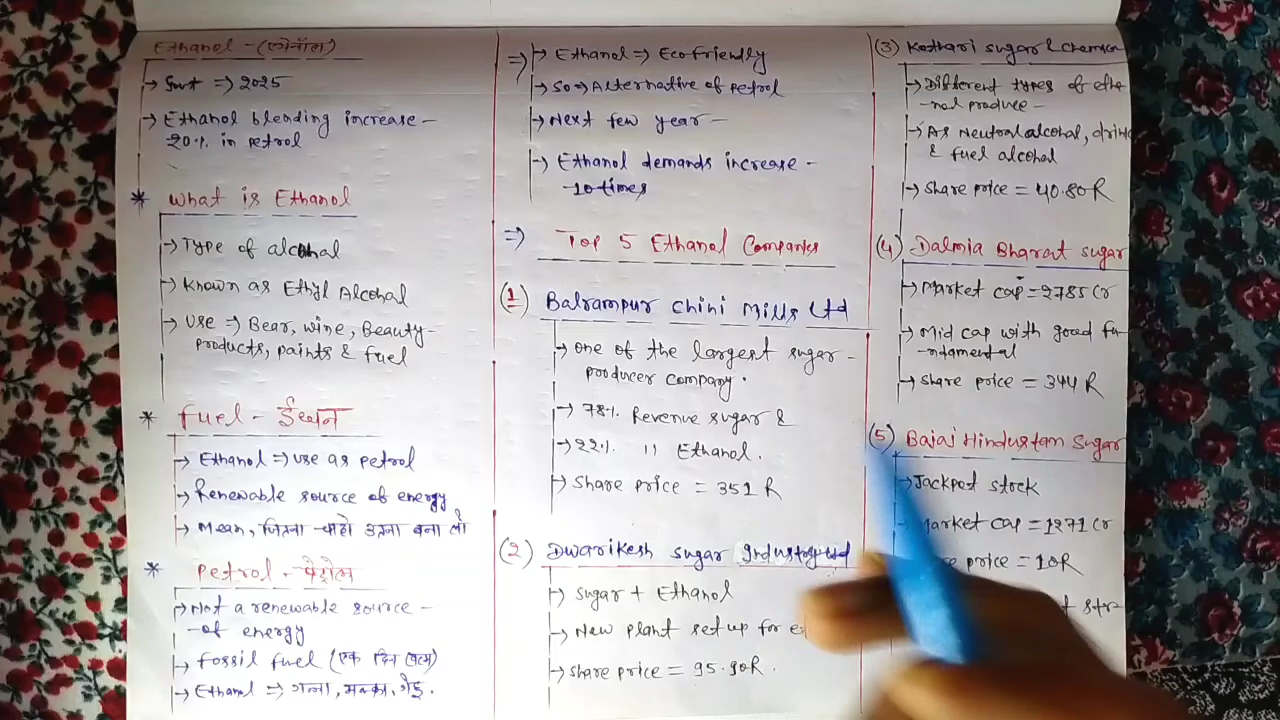 Ethanol - (एथेनॉल)
→ Govt ⇒ 2025
→ Ethanol blending increase -
20%. in petrol
* What is Ethanol
→ Type of alcohal
→ Known as Ethyl Alcohal
→ Use ⇒ Bear, wine, Beauty-
products, paints & fuel
* Fuel - ईंधन
→ Ethanol ⇒ use as petrol
→ Renewable source of energy
→ Mean, जितना चाहो उतना बना लो
* Petrol - पेट्रोल
→ Not a renewable source -
- of energy
→ Fossil fuel (एक दिन खत्म)
→ Ethanol ⇒ गन्ना, मक्का, गेहूं.
⇒ → Ethanol ⇒ Ecofriendly
→ So ⇒ Alternative of petrol
→ Next few year -
→ Ethanol demands increase -
- 10 times
⇒ Top 5 Ethanol Companies
(1) Balrampur Chini Mills Ltd
→ One of the largest sugar -
producer company.
→ 78%. Revenue sugar &
→ 22%. 11 Ethanol.
→ Share price = 351 R
(2) Dwarikesh Sugar Industry Ltd
→ Sugar + Ethanol
→ New plant setup for
→ Share price = 95.90R.
(3) Kothari Sugar & Chemica
→ Different types of etha
-nol produce -
→ As Neutral alcohol, drink
& fuel alcohal
→ Share price = 40.80R
(4) Dalmia Bharat Sugar
→ Market cap = 2785 Cr
→ Mid cap with good fu-
-ndamental
→ Share price = 344 R
(5) Bajaj Hindustam Sugar
→ Jackpot stock
Market cap = 1271 Cr
price = 10R